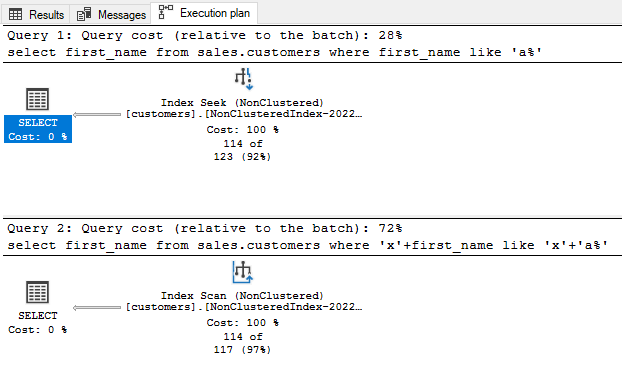 Results Messages Execution plan
Query 1: Query cost (relative to the batch): 28%
select first_name from sales.customers where first_name like 'a%'
Index Seek (NonClustered)
[customers].[NonClusteredIndex-2022…
SELECT
Cost: 0 %
Cost: 100 %
114 of
123 (92%)
Query 2: Query cost (relative to the batch): 72%
select first_name from sales.customers where 'x'+first_name like 'x'+'a%'
Index Scan (NonClustered)
[customers].[NonClusteredIndex-2022…
SELECT
Cost: 0 %
Cost: 100 %
114 of
117 (97%)